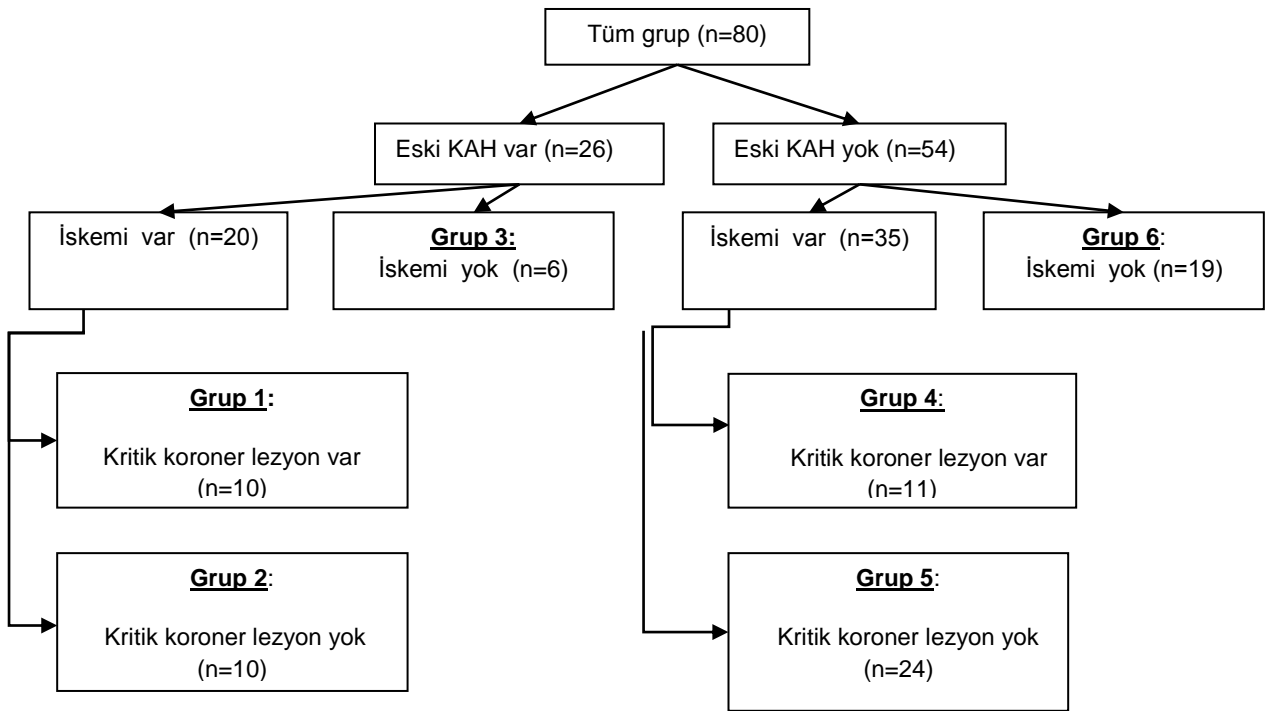 Tüm grup (n=80)
Eski KAH var (n=26)
Eski KAH yok (n=54)
İskemi var (n=20)
Grup 3:
İskemi yok (n=6)
İskemi var (n=35)
Grup 6:
İskemi yok (n=19)
Grup 1:
Kritik koroner lezyon var
(n=10)
Grup 4:
Kritik koroner lezyon var
(n=11)
Grup 2:
Kritik koroner lezyon yok
(n=10)
Grup 5:
Kritik koroner lezyon yok
(n=24)